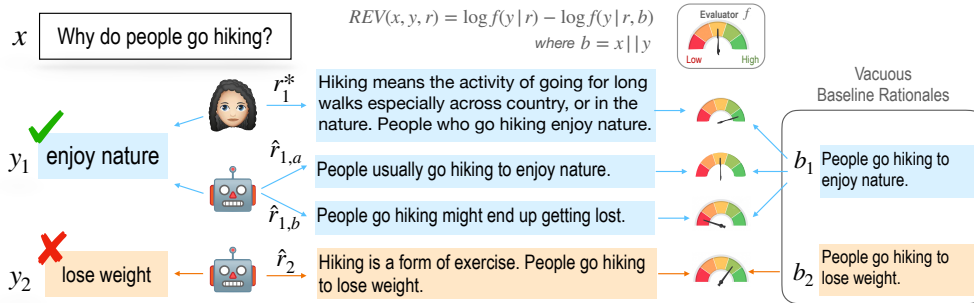 x
Why do people go hiking?
REV(x, y, r) = log f(y | r) − log f(y | r, b)
where b = x||y
Evaluator f
Low
High
Vacuous
Baseline Rationales
y₁
enjoy nature
r₁*
Hiking means the activity of going for long
walks especially across country, or in the
nature. People who go hiking enjoy nature.
r̂₁,ₐ
People usually go hiking to enjoy nature.
r̂₁,b
People go hiking might end up getting lost.
b₁
People go hiking to
enjoy nature.
y₂
lose weight
r̂₂
Hiking is a form of exercise. People go hiking
to lose weight.
b₂
People go hiking to
lose weight.